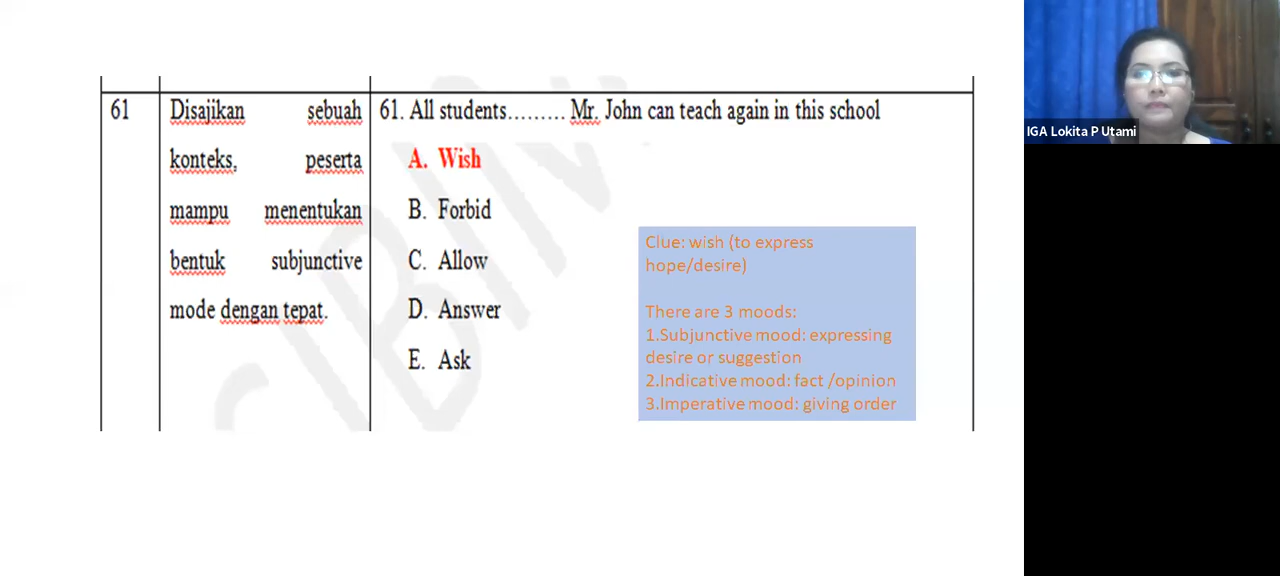 61
Disajikan sebuah
konteks, peserta
mampu menentukan
bentuk subjunctive
mode dengan tepat.
61. All students......... Mr. John can teach again in this school
A. Wish
B. Forbid
C. Allow
D. Answer
E. Ask
Clue: wish (to express
hope/desire)
There are 3 moods:
1.Subjunctive mood: expressing
desire or suggestion
2.Indicative mood: fact /opinion
3.Imperative mood: giving order
IGA Lokita P Utami